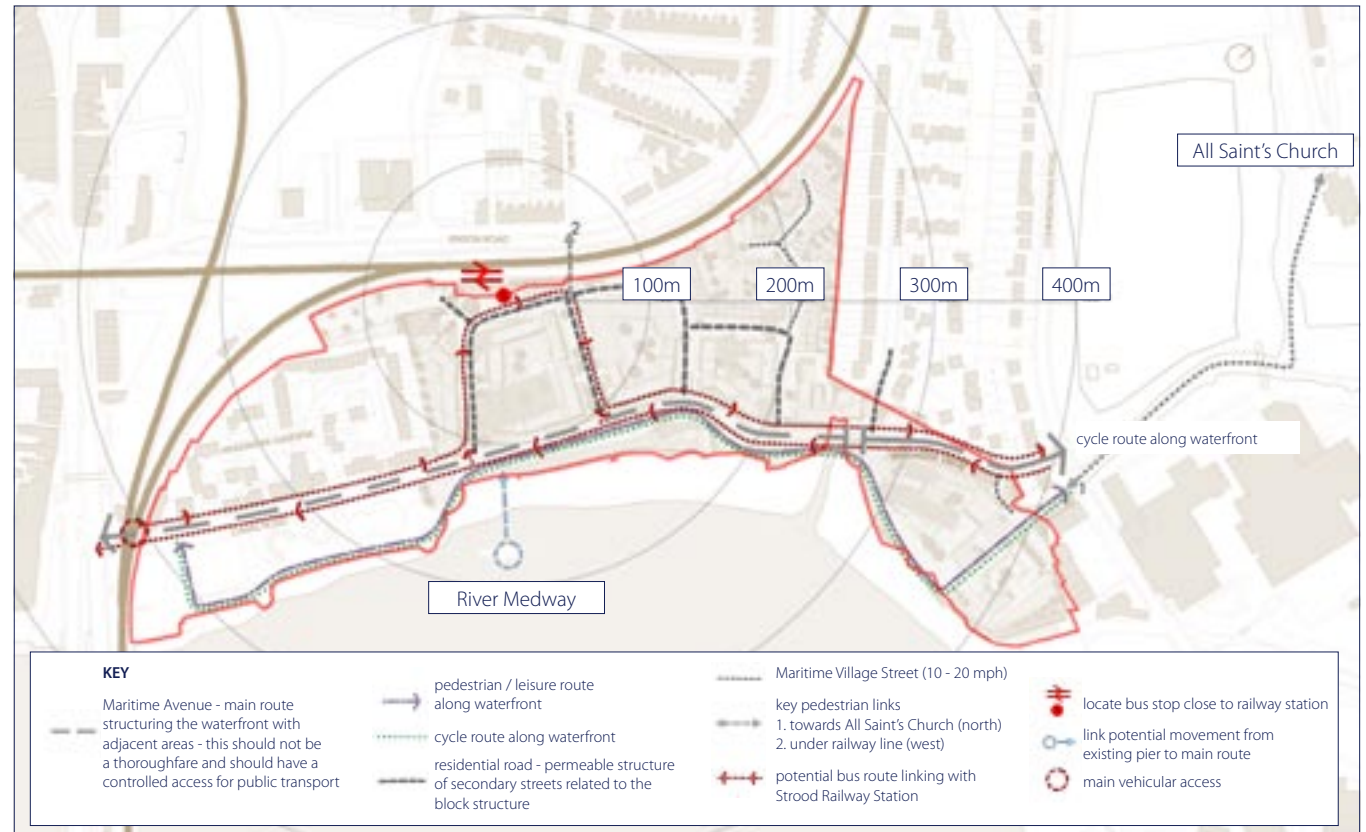 All Saint's Church
2
100m
200m
300m
400m
cycle route along waterfront
1
River Medway
KEY
Maritime Avenue - main route
structuring the waterfront with
adjacent areas - this should not be
a thoroughfare and should have a
controlled access for public transport
pedestrian / leisure route
along waterfront
cycle route along waterfront
residential road - permeable structure
of secondary streets related to the
block structure
Maritime Village Street (10 - 20 mph)
key pedestrian links
1. towards All Saint's Church (north)
2. under railway line (west)
potential bus route linking with
Strood Railway Station
locate bus stop close to railway station
link potential movement from
existing pier to main route
main vehicular access